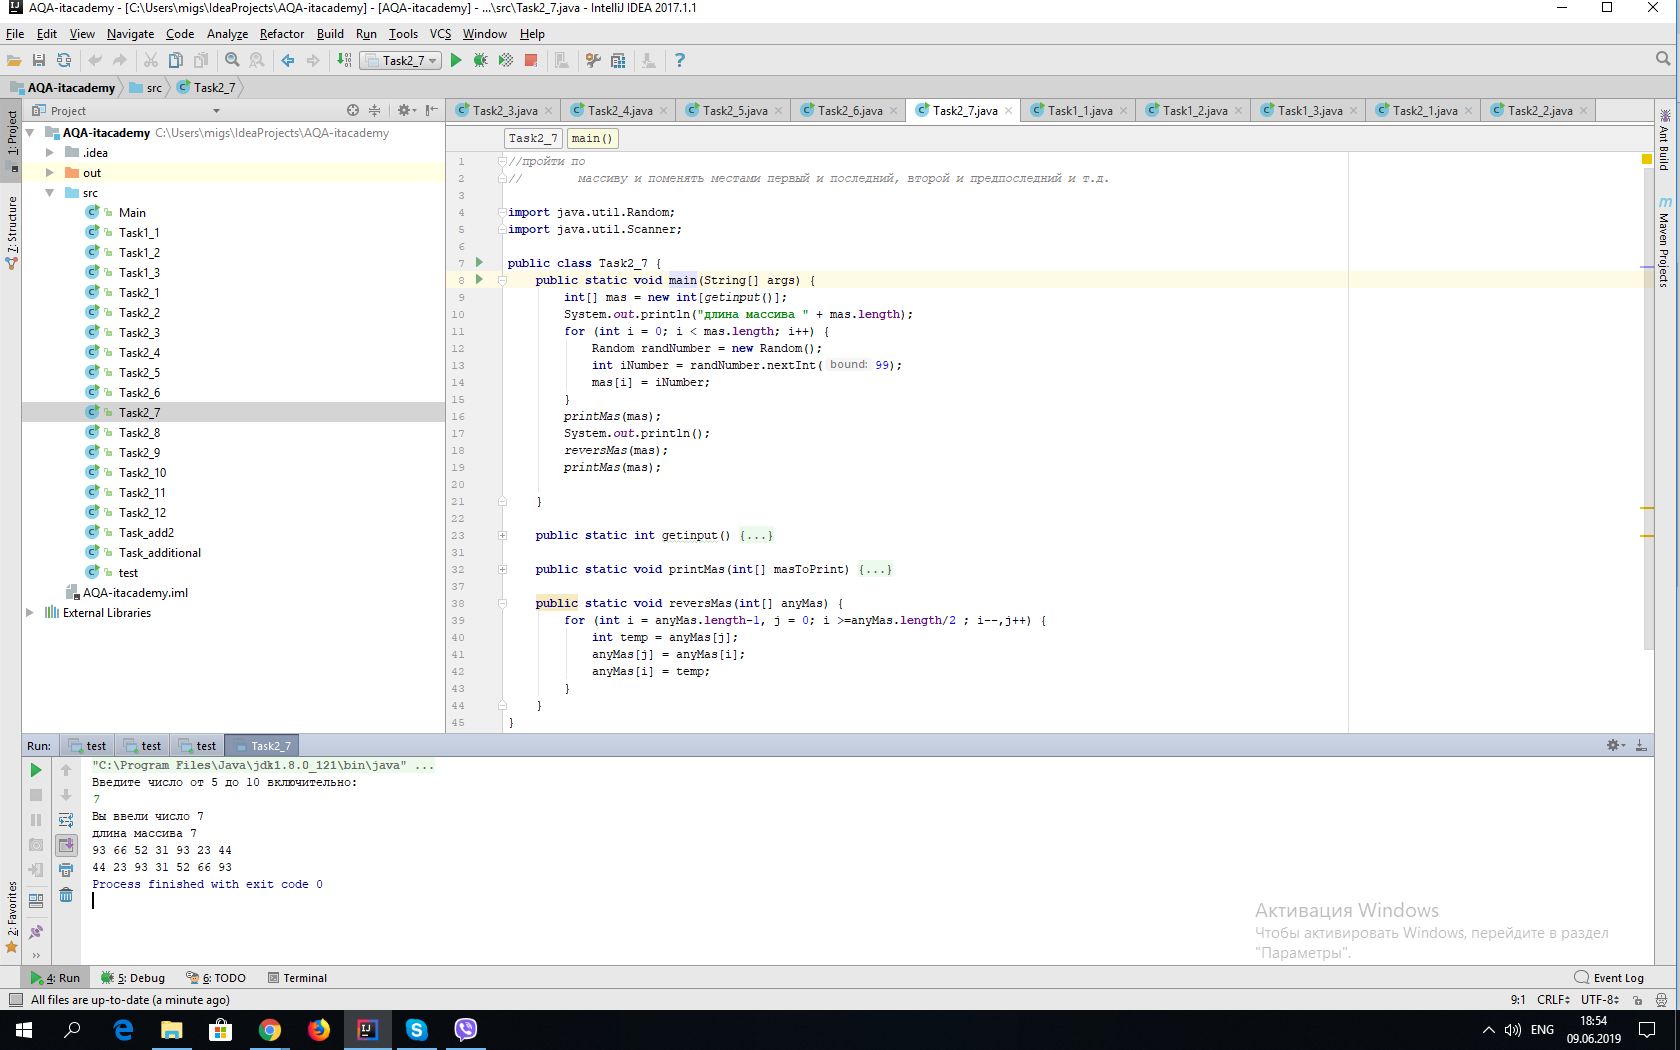 AQA-itacademy - [C:\Users\migs\IdeaProjects\AQA-itacademy] - [AQA-itacademy] - ...\src\Task2_7.java - IntelliJ IDEA 2017.1.1
File Edit View Navigate Code Analyze Refactor Build Run Tools VCS Window Help
Task2_7
AQA-itacademy src Task2_7
Project
Task2_3.java Task2_4.java Task2_5.java Task2_6.java Task2_7.java Task1_1.java Task1_2.java Task1_3.java Task2_1.java Task2_2.java
1: Project
7: Structure
2: Favorites
Ant Build
Maven Projects
AQA-itacademy C:\Users\migs\IdeaProjects\AQA-itacademy
.idea
out
src
Main
Task1_1
Task1_2
Task1_3
Task2_1
Task2_2
Task2_3
Task2_4
Task2_5
Task2_6
Task2_7
Task2_8
Task2_9
Task2_10
Task2_11
Task2_12
Task_add2
Task_additional
test
AQA-itacademy.iml
External Libraries
Task2_7 main()
1 //пройти по
2 // массиву и поменять местами первый и последний, второй и предпоследний и т.д.
3
4 import java.util.Random;
5 import java.util.Scanner;
6
7 public class Task2_7 {
8 public static void main(String[] args) {
9 int[] mas = new int[getinput()];
10 System.out.println("длина массива " + mas.length);
11 for (int i = 0; i < mas.length; i++) {
12 Random randNumber = new Random();
13 int iNumber = randNumber.nextInt( bound: 99);
14 mas[i] = iNumber;
15 }
16 printMas(mas);
17 System.out.println();
18 reversMas(mas);
19 printMas(mas);
20
21 }
22
23 public static int getinput() {...}
31
32 public static void printMas(int[] masToPrint) {...}
37
38 public static void reversMas(int[] anyMas) {
39 for (int i = anyMas.length-1, j = 0; i >=anyMas.length/2 ; i--,j++) {
40 int temp = anyMas[j];
41 anyMas[j] = anyMas[i];
42 anyMas[i] = temp;
43 }
44 }
45 }
Run: test test test Task2_7
"C:\Program Files\Java\jdk1.8.0_121\bin\java" ...
Введите число от 5 до 10 включительно:
7
Вы ввели число 7
длина массива 7
93 66 52 31 93 23 44
44 23 93 31 52 66 93
Process finished with exit code 0
Активация Windows
Чтобы активировать Windows, перейдите в раздел
"Параметры".
4: Run 5: Debug 6: TODO Terminal Event Log
All files are up-to-date (a minute ago) 9:1 CRLF UTF-8
ENG 18:54
09.06.2019